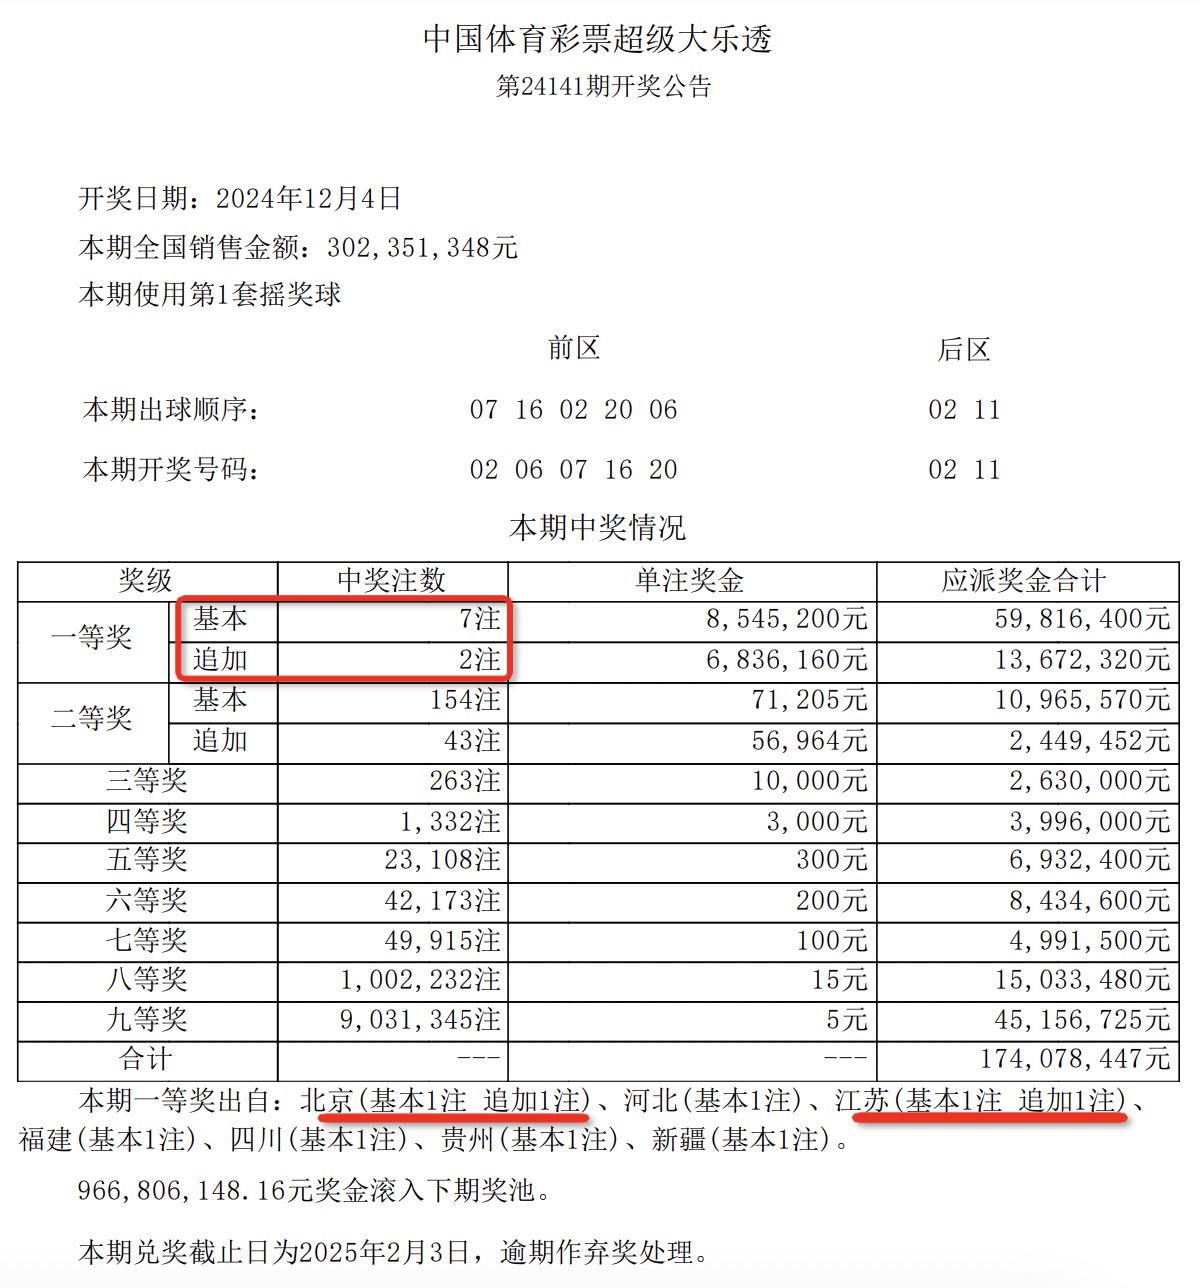 中国体育彩票超级大乐透
第24141期开奖公告
开奖日期：2024年12月4日
本期全国销售金额：302,351,348元
本期使用第1套摇奖球
前区 后区
本期出球顺序： 07 16 02 20 06 02 11
本期开奖号码： 02 06 07 16 20 02 11
本期中奖情况
奖级 中奖注数 单注奖金 应派奖金合计
一等奖 基本 7注 8,545,200元 59,816,400元
追加 2注 6,836,160元 13,672,320元
二等奖 基本 154注 71,205元 10,965,570元
追加 43注 56,964元 2,449,452元
三等奖 263注 10,000元 2,630,000元
四等奖 1,332注 3,000元 3,996,000元
五等奖 23,108注 300元 6,932,400元
六等奖 42,173注 200元 8,434,600元
七等奖 49,915注 100元 4,991,500元
八等奖 1,002,232注 15元 15,033,480元
九等奖 9,031,345注 5元 45,156,725元
合计 --- --- 174,078,447元
本期一等奖出自：北京(基本1注 追加1注)、河北(基本1注)、江苏(基本1注 追加1注)、
福建(基本1注)、四川(基本1注)、贵州(基本1注)、新疆(基本1注)。
966,806,148.16元奖金滚入下期奖池。
本期兑奖截止日为2025年2月3日，逾期作弃奖处理。